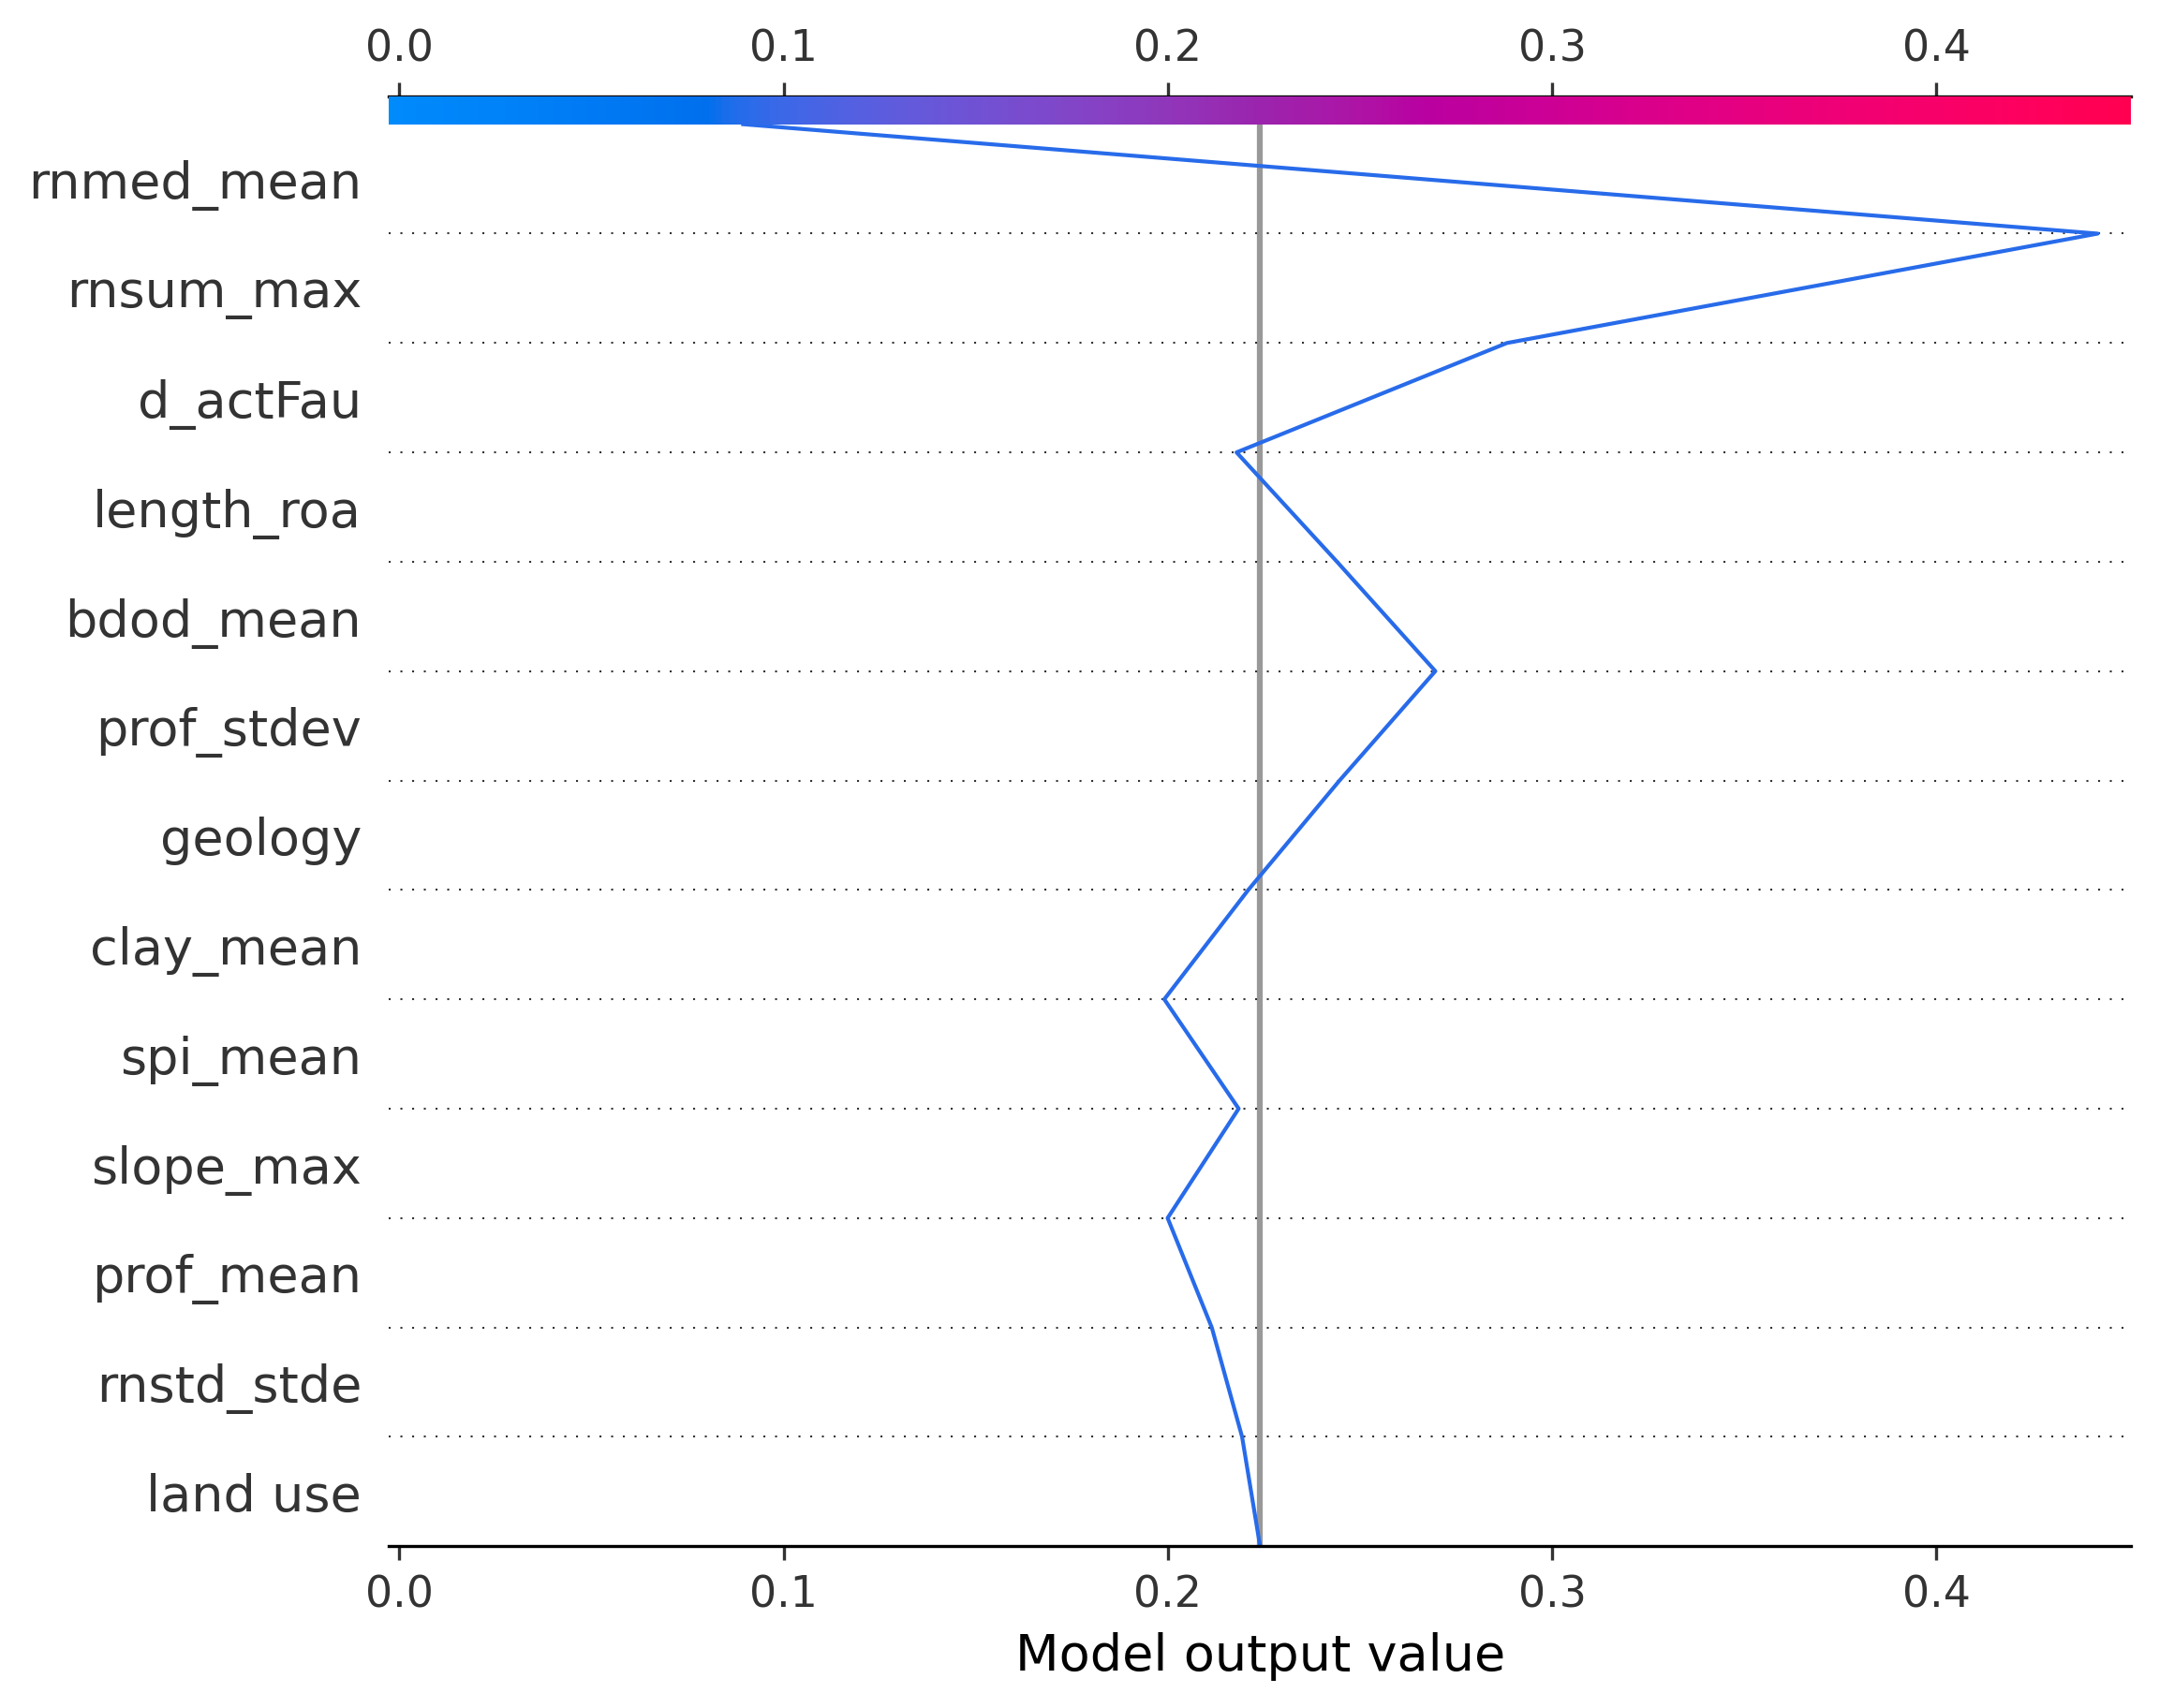 0.0 0.1 0.2 0.3 0.4
rnmed_mean
rnsum_max
d_actFau
length_roa
bdod_mean
prof_stdev
geology
clay_mean
spi_mean
slope_max
prof_mean
rnstd_stde
land use
0.0 0.1 0.2 0.3 0.4
Model output value